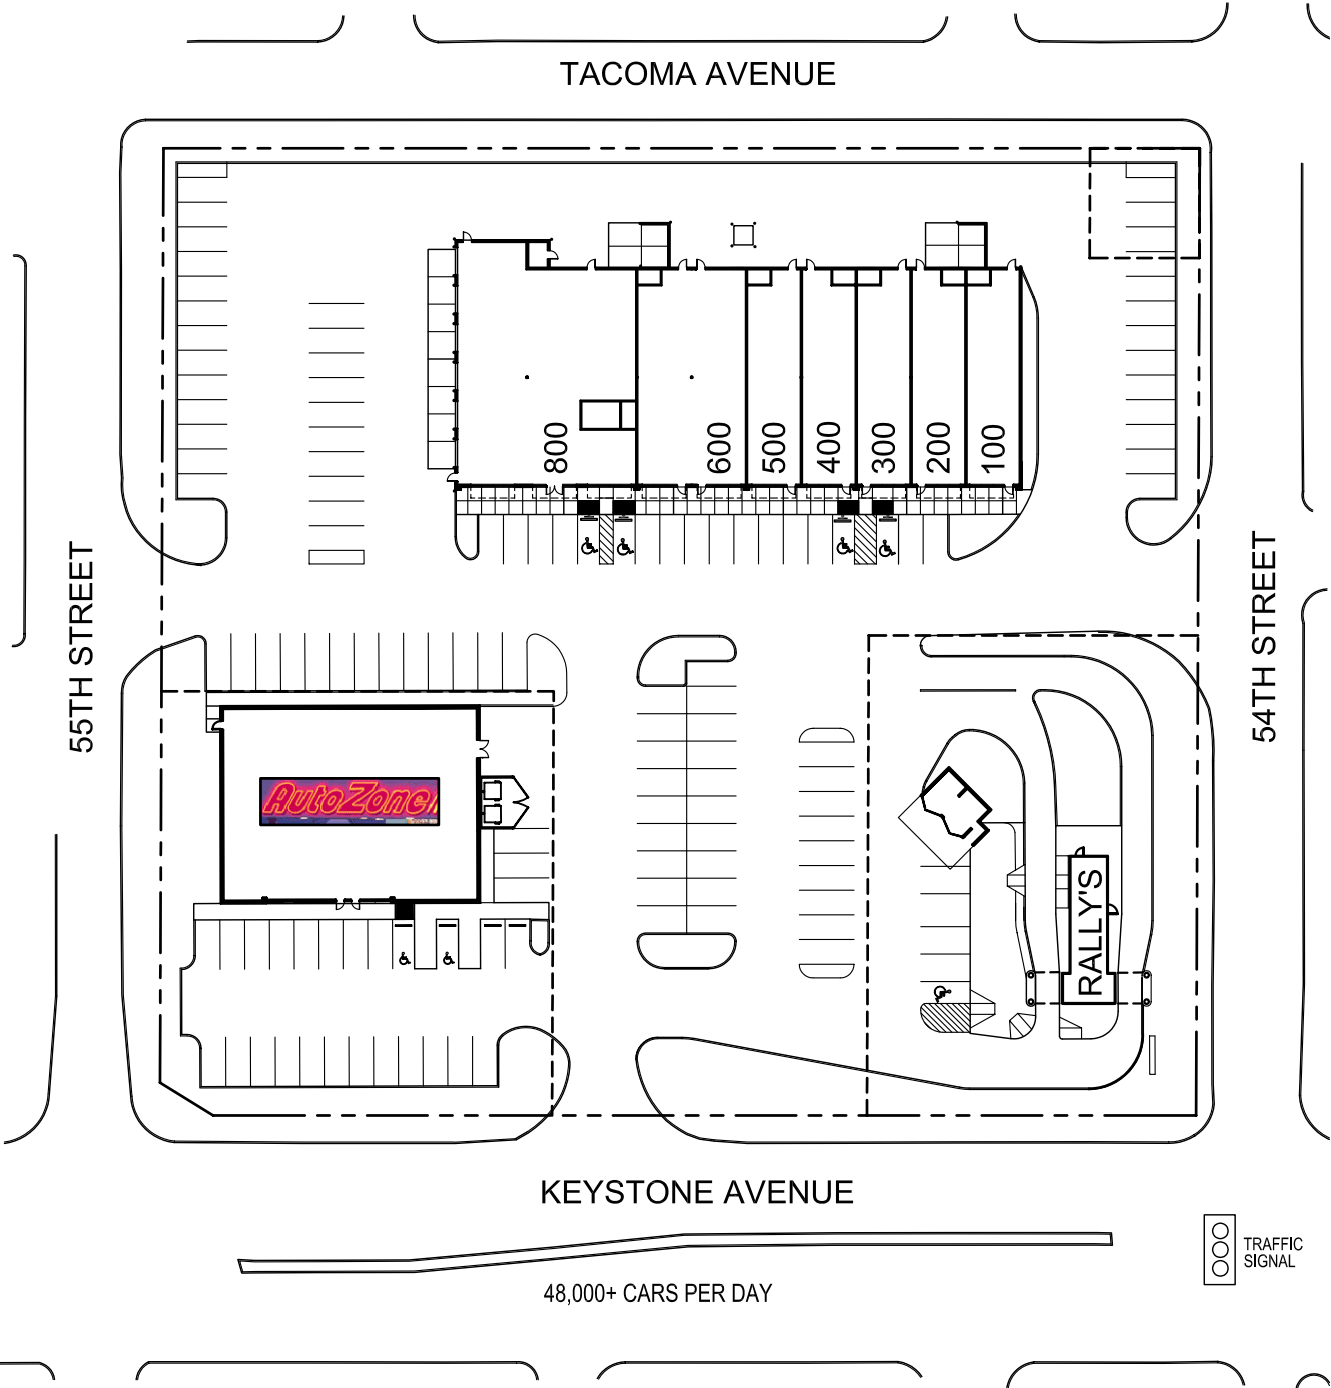 TACOMA AVENUE
800
600
500
400
300
200
100
55TH STREET
54TH STREET
AutoZone
RALLY'S
KEYSTONE AVENUE
TRAFFIC
SIGNAL
48,000+ CARS PER DAY